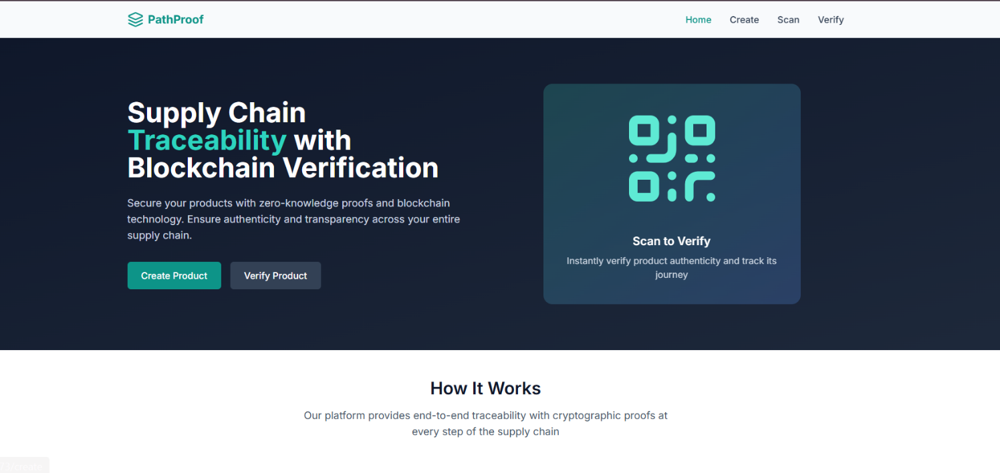 PathProof
Home Create Scan Verify
Supply Chain
Traceability with
Blockchain Verification
Secure your products with zero-knowledge proofs and blockchain
technology. Ensure authenticity and transparency across your entire
supply chain.
Create Product Verify Product
Scan to Verify
Instantly verify product authenticity and track its
journey
How It Works
Our platform provides end-to-end traceability with cryptographic proofs at
every step of the supply chain
73/create